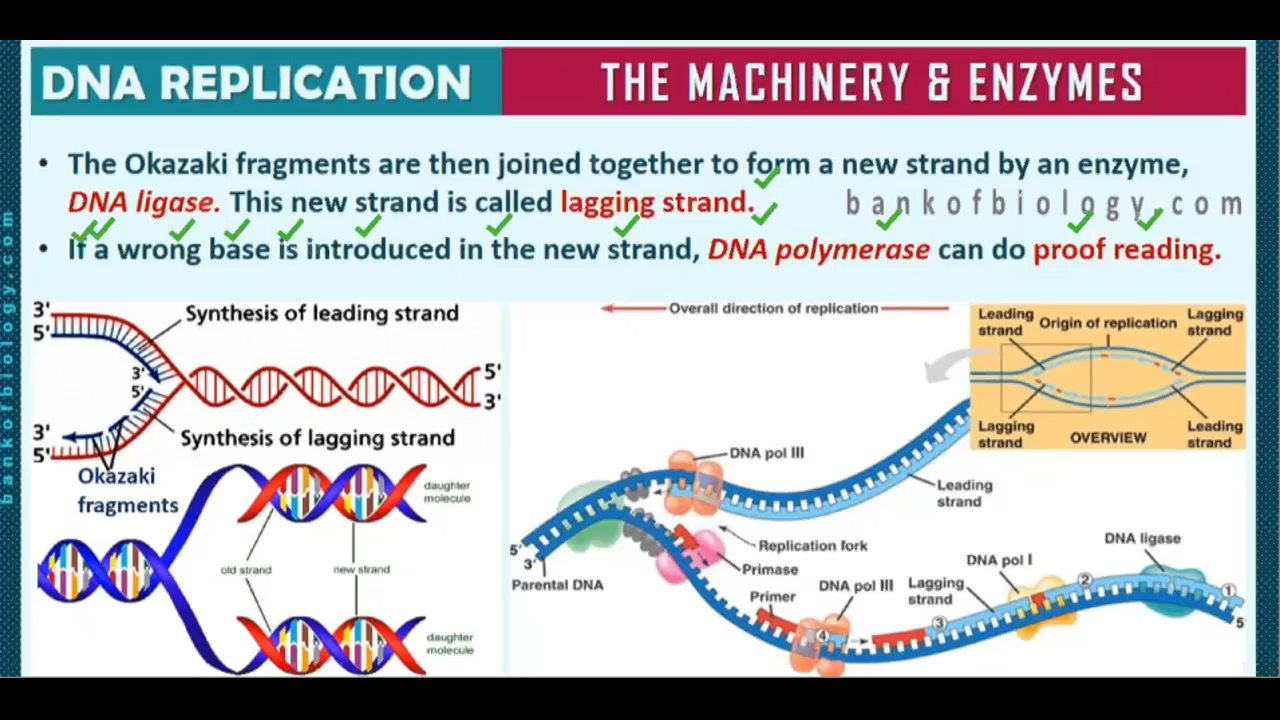 DNA REPLICATION
THE MACHINERY & ENZYMES
• The Okazaki fragments are then joined together to form a new strand by an enzyme,
DNA ligase. This new strand is called lagging strand.
bankofbiology.com
• If a wrong base is introduced in the new strand, DNA polymerase can do proof reading.
bankofbiology.com
3'
5'
Synthesis of leading strand
3'
5'
5'
3'
3'
5'
Synthesis of lagging strand
Okazaki
fragments
daughter
molecule
old strand
new strand
daughter
molecule
Overall direction of replication
Leading
strand
Origin of replication
Lagging
strand
Lagging
strand
OVERVIEW
Leading
strand
DNA pol III
Leading
strand
5'
3'
Parental DNA
Replication fork
Primase
Primer
DNA pol III
4
Lagging
strand
3
DNA pol I
2
DNA ligase
1
5'